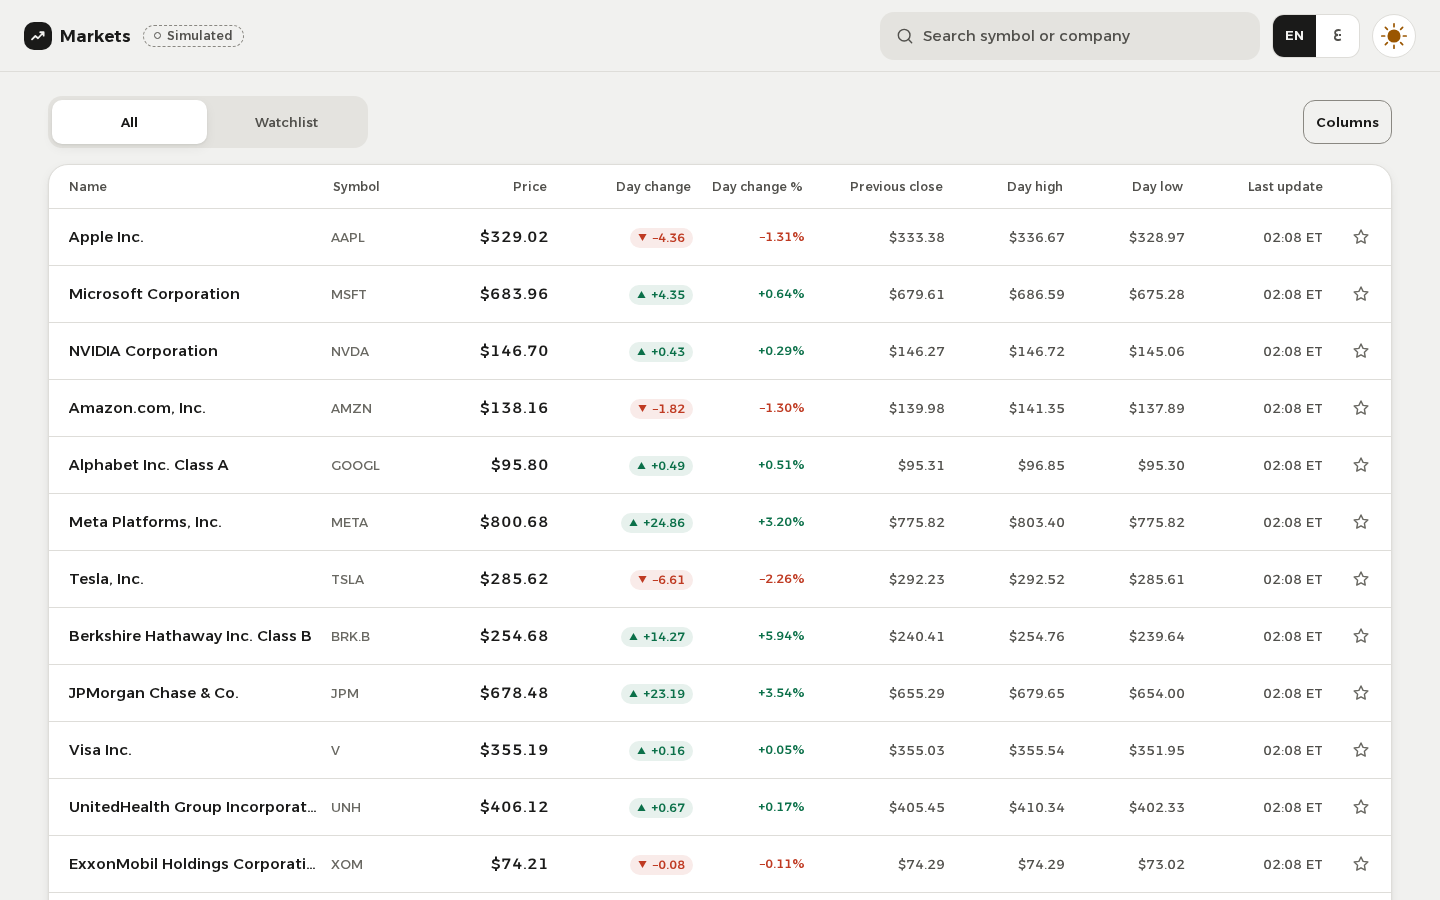 Markets Simulated Search symbol or company EN ع
All Watchlist Columns
Name Symbol Price Day change Day change % Previous close Day high Day low Last update
Apple Inc. AAPL $329.02 ▼ −4.36 −1.31% $333.38 $336.67 $328.97 02:08 ET
Microsoft Corporation MSFT $683.96 ▲ +4.35 +0.64% $679.61 $686.59 $675.28 02:08 ET
NVIDIA Corporation NVDA $146.70 ▲ +0.43 +0.29% $146.27 $146.72 $145.06 02:08 ET
Amazon.com, Inc. AMZN $138.16 ▼ −1.82 −1.30% $139.98 $141.35 $137.89 02:08 ET
Alphabet Inc. Class A GOOGL $95.80 ▲ +0.49 +0.51% $95.31 $96.85 $95.30 02:08 ET
Meta Platforms, Inc. META $800.68 ▲ +24.86 +3.20% $775.82 $803.40 $775.82 02:08 ET
Tesla, Inc. TSLA $285.62 ▼ −6.61 −2.26% $292.23 $292.52 $285.61 02:08 ET
Berkshire Hathaway Inc. Class B BRK.B $254.68 ▲ +14.27 +5.94% $240.41 $254.76 $239.64 02:08 ET
JPMorgan Chase & Co. JPM $678.48 ▲ +23.19 +3.54% $655.29 $679.65 $654.00 02:08 ET
Visa Inc. V $355.19 ▲ +0.16 +0.05% $355.03 $355.54 $351.95 02:08 ET
UnitedHealth Group Incorporat… UNH $406.12 ▲ +0.67 +0.17% $405.45 $410.34 $402.33 02:08 ET
ExxonMobil Holdings Corporati… XOM $74.21 ▼ −0.08 −0.11% $74.29 $74.29 $73.02 02:08 ET